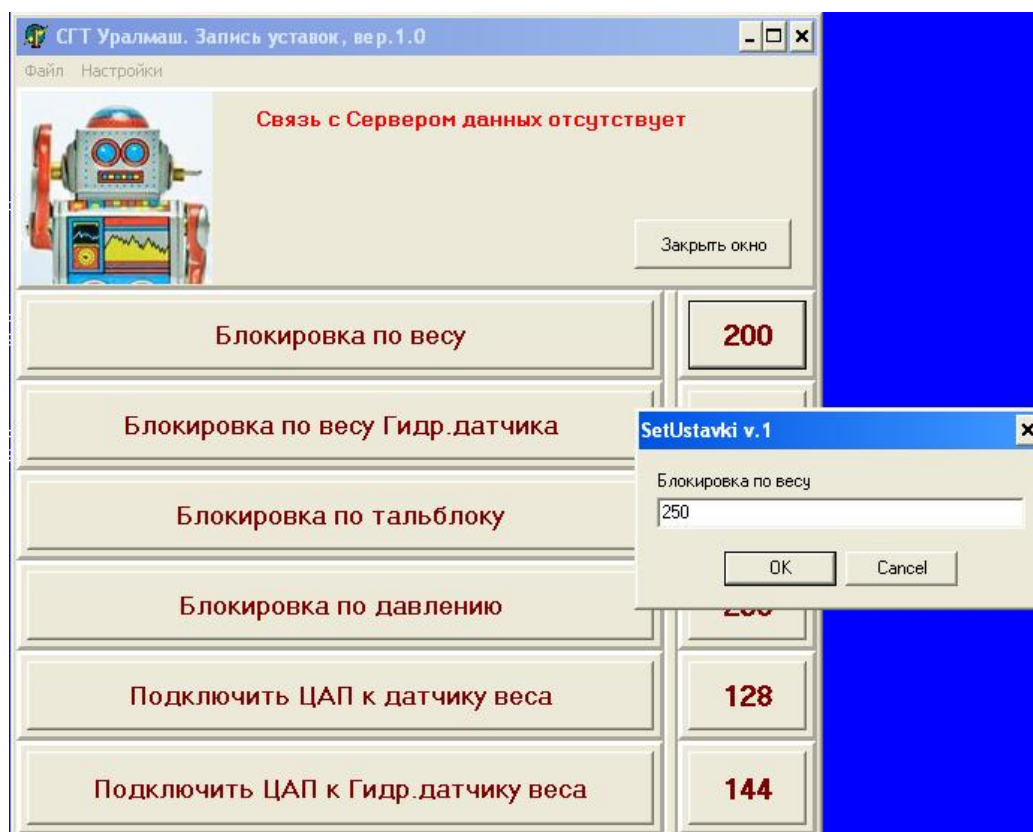 СГТ Уралмаш. Запись уставок, вер.1.0
Файл Настройки
Связь с Сервером данных отсутствует
Закрыть окно
Блокировка по весу
200
Блокировка по весу Гидр.датчика
SetUstavki v.1
Блокировка по весу
250
OK
Cancel
Блокировка по тальблоку
Блокировка по давлению
Подключить ЦАП к датчику веса
128
Подключить ЦАП к Гидр.датчику веса
144